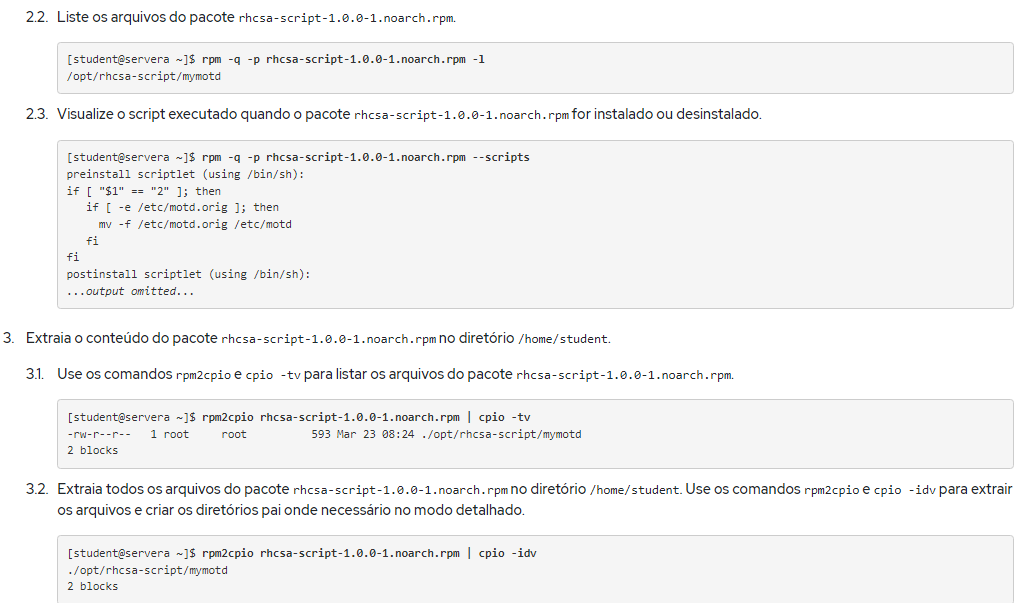 2.2. Liste os arquivos do pacote rhcsa-script-1.0.0-1.noarch.rpm.
[student@servera ~]$ rpm -q -p rhcsa-script-1.0.0-1.noarch.rpm -l
/opt/rhcsa-script/mymotd
2.3. Visualize o script executado quando o pacote rhcsa-script-1.0.0-1.noarch.rpm for instalado ou desinstalado.
[student@servera ~]$ rpm -q -p rhcsa-script-1.0.0-1.noarch.rpm --scripts
preinstall scriptlet (using /bin/sh):
if [ "$1" == "2" ]; then
   if [ -e /etc/motd.orig ]; then
     mv -f /etc/motd.orig /etc/motd
   fi
fi
postinstall scriptlet (using /bin/sh):
...output omitted...
3. Extraia o conteúdo do pacote rhcsa-script-1.0.0-1.noarch.rpm no diretório /home/student.
3.1. Use os comandos rpm2cpio e cpio -tv para listar os arquivos do pacote rhcsa-script-1.0.0-1.noarch.rpm.
[student@servera ~]$ rpm2cpio rhcsa-script-1.0.0-1.noarch.rpm | cpio -tv
-rw-r--r--   1 root     root          593 Mar 23 08:24 ./opt/rhcsa-script/mymotd
2 blocks
3.2. Extraia todos os arquivos do pacote rhcsa-script-1.0.0-1.noarch.rpm no diretório /home/student. Use os comandos rpm2cpio e cpio -idv para extrair
os arquivos e criar os diretórios pai onde necessário no modo detalhado.
[student@servera ~]$ rpm2cpio rhcsa-script-1.0.0-1.noarch.rpm | cpio -idv
./opt/rhcsa-script/mymotd
2 blocks